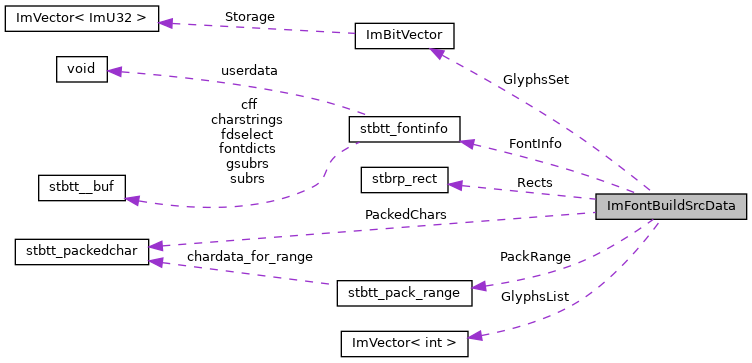 ImVector< ImU32 >
Storage
ImBitVector
void
userdata
GlyphsSet
cff
charstrings
fdselect
fontdicts
gsubrs
subrs
stbtt_fontinfo
FontInfo
stbtt__buf
stbrp_rect
Rects
ImFontBuildSrcData
PackedChars
stbtt_packedchar
chardata_for_range
PackRange
stbtt_pack_range
GlyphsList
ImVector< int >